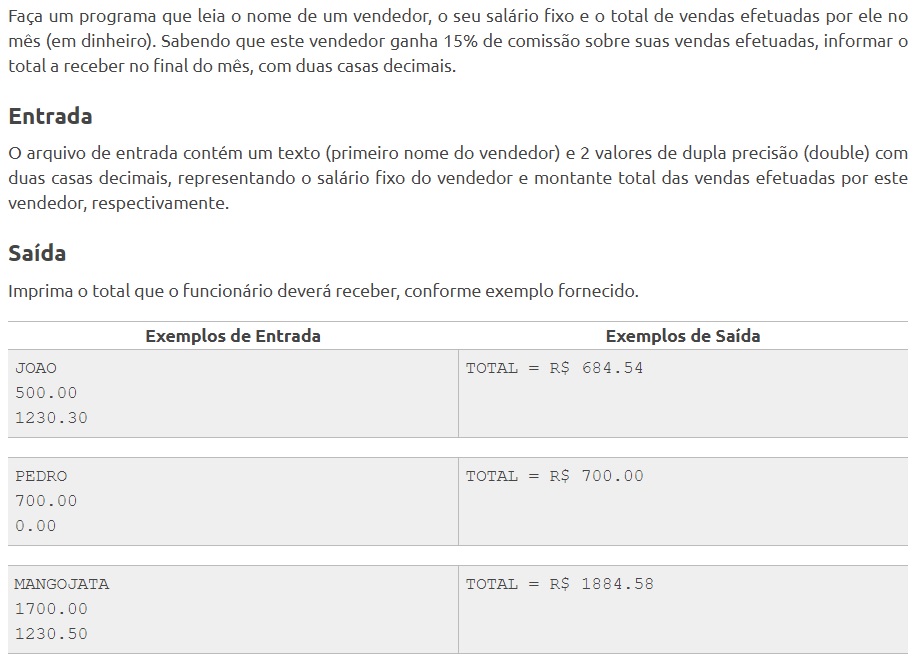 Faça um programa que leia o nome de um vendedor, o seu salário fixo e o total de vendas efetuadas por ele no
mês (em dinheiro). Sabendo que este vendedor ganha 15% de comissão sobre suas vendas efetuadas, informar o
total a receber no final do mês, com duas casas decimais.
Entrada
O arquivo de entrada contém um texto (primeiro nome do vendedor) e 2 valores de dupla precisão (double) com
duas casas decimais, representando o salário fixo do vendedor e montante total das vendas efetuadas por este
vendedor, respectivamente.
Saída
Imprima o total que o funcionário deverá receber, conforme exemplo fornecido.
Exemplos de Entrada Exemplos de Saída
JOAO TOTAL = R$ 684.54
500.00
1230.30
PEDRO TOTAL = R$ 700.00
700.00
0.00
MANGOJATA TOTAL = R$ 1884.58
1700.00
1230.50